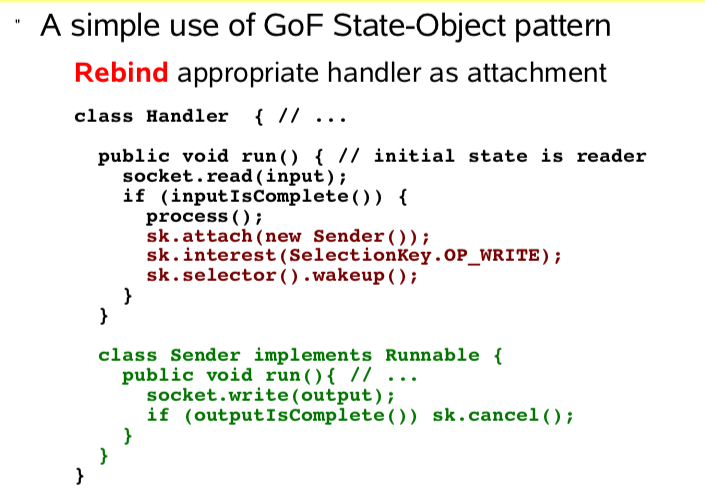 " A simple use of GoF State-Object pattern
Rebind appropriate handler as attachment
class Handler  { // ...
  public void run() { // initial state is reader
    socket.read(input);
    if (inputIsComplete()) {
      process();
      sk.attach(new Sender());
      sk.interest(SelectionKey.OP_WRITE);
      sk.selector().wakeup();
    }
  }
  class Sender implements Runnable {
    public void run(){ // ...
      socket.write(output);
      if (outputIsComplete()) sk.cancel();
    }
  }
}